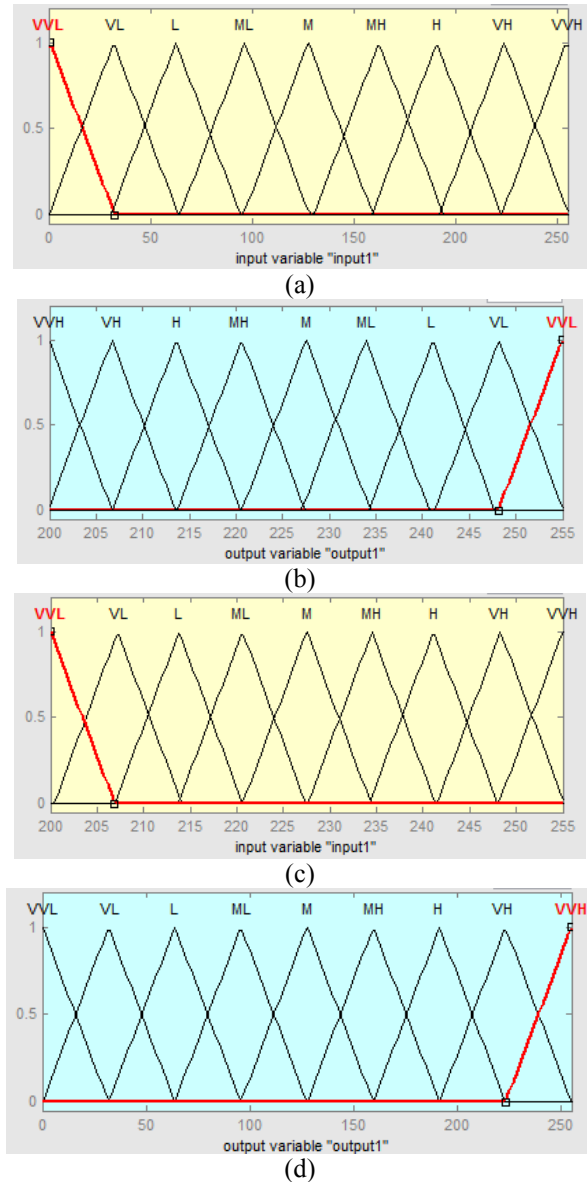 VVL VL L ML M MH H VH VVH
1
0.5
0
0 50 100 150 200 250
input variable "input1"
(a)
VVH VH H MH M ML L VL VVL
1
0.5
0
200 205 210 215 220 225 230 235 240 245 250 255
output variable "output1"
(b)
VVL VL L ML M MH H VH VVH
1
0.5
0
200 205 210 215 220 225 230 235 240 245 250 255
input variable "input1"
(c)
VVL VL L ML M MH H VH VVH
1
0.5
0
0 50 100 150 200 250
output variable "output1"
(d)